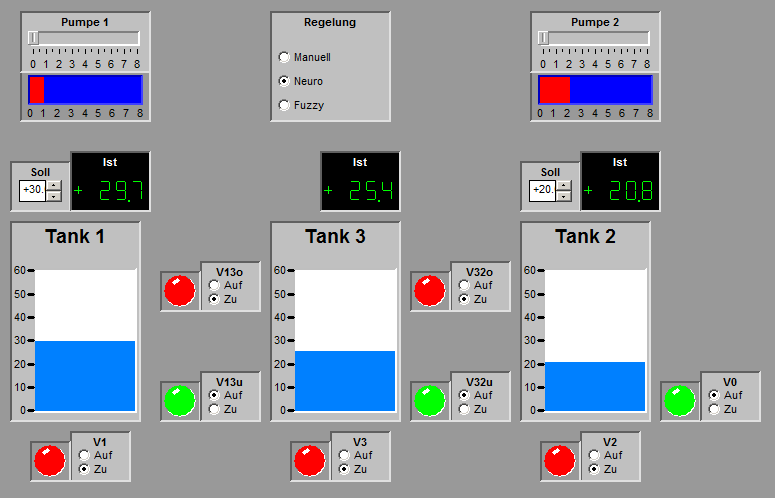 Pumpe 1
0 1 2 3 4 5 6 7 8
0 1 2 3 4 5 6 7 8
Regelung
Manuell
Neuro
Fuzzy
Pumpe 2
0 1 2 3 4 5 6 7 8
0 1 2 3 4 5 6 7 8
Soll
+30.
Ist
+ 29.7
Ist
+ 25.4
Soll
+20.
Ist
+ 20.8
Tank 1
60
50
40
30
20
10
0
V13o
Auf
Zu
V13u
Auf
Zu
Tank 3
60
50
40
30
20
10
0
V32o
Auf
Zu
V32u
Auf
Zu
Tank 2
60
50
40
30
20
10
0
V0
Auf
Zu
V1
Auf
Zu
V3
Auf
Zu
V2
Auf
Zu